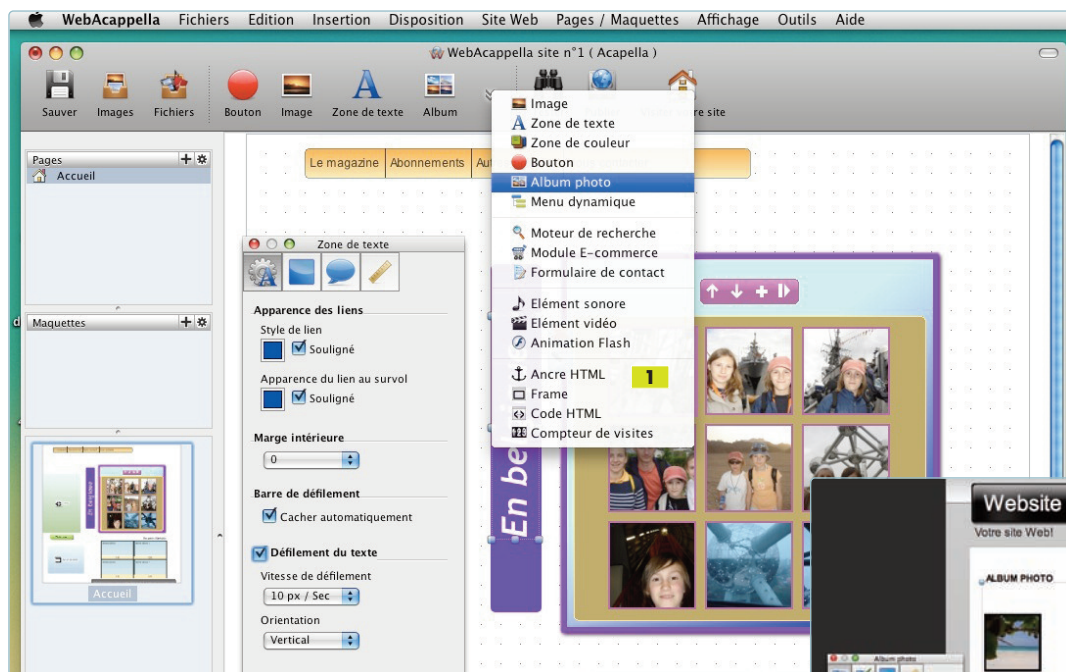 WebAcappella Fichiers Edition Insertion Disposition Site Web Pages / Maquettes Affichage Outils Aide
WebAcappella site n°1 ( Acapella )
Sauver Images Fichiers Bouton Image Zone de texte Album site
Pages
Accueil
Maquettes
Accueil
Le magazine Abonnements
Zone de texte
Apparence des liens
Style de lien
Souligné
Apparence du lien au survol
Souligné
Marge intérieure
0
Barre de défilement
Cacher automatiquement
Défilement du texte
Vitesse de défilement
10 px / Sec
Orientation
Vertical
Image
Zone de texte
Zone de couleur
Bouton
Album photo
Menu dynamique
Moteur de recherche
Module E-commerce
Formulaire de contact
Elément sonore
Elément vidéo
Animation Flash
Ancre HTML
1
Frame
Code HTML
Compteur de visites
En be
Website
Votre site Web!
ALBUM PHOTO
Album photo